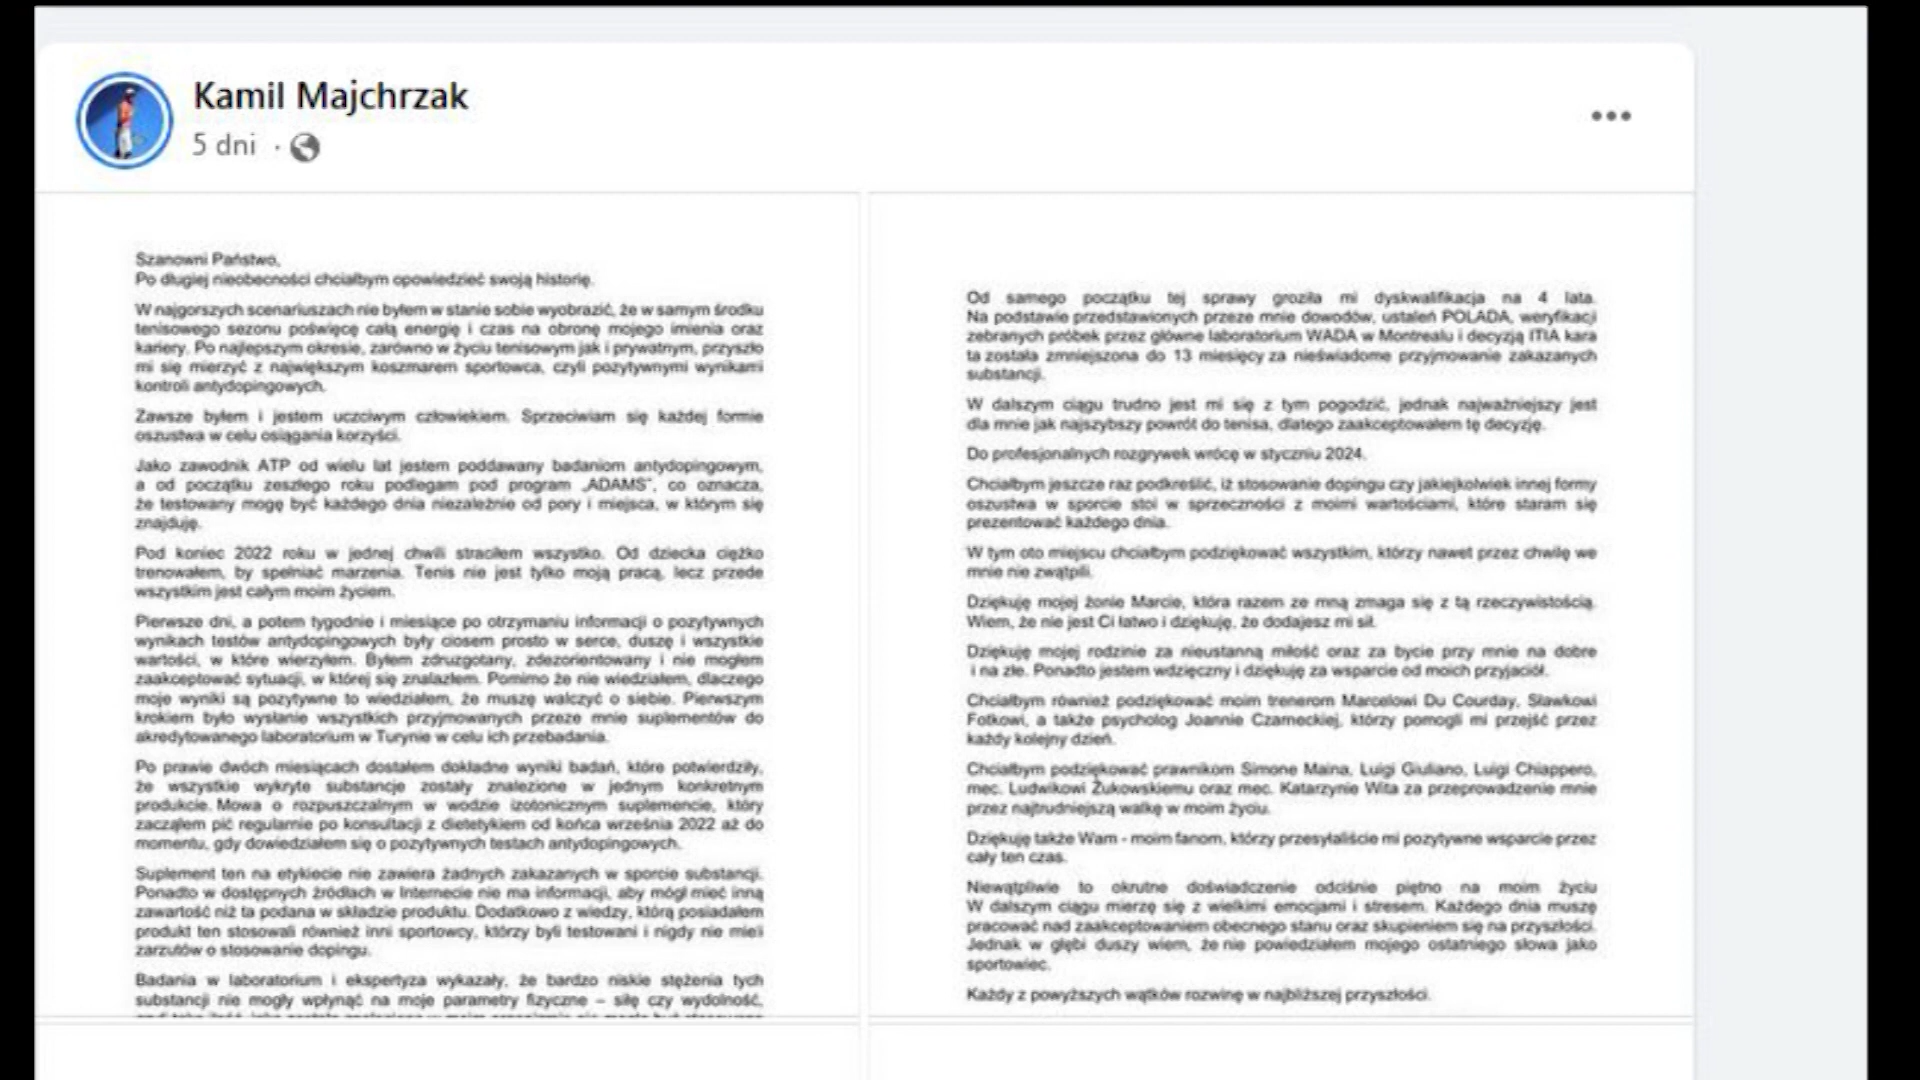 Kamil Majchrzak
5 dni ·
Szanowni Państwo,
Po długiej nieobecności chciałbym opowiedzieć swoją historię.
W najgorszych scenariuszach nie byłem w stanie sobie wyobrazić, że w samym środku
tenisowego sezonu poświęcę całą energię i czas na obronę mojego imienia oraz
kariery. Po najlepszym okresie, zarówno w życiu tenisowym jak i prywatnym, przyszło
mi się mierzyć z największym koszmarem sportowca, czyli pozytywnymi wynikami
kontroli antydopingowych.
Zawsze byłem i jestem uczciwym człowiekiem. Sprzeciwiam się każdej formie
oszustwa w celu osiągania korzyści.
Jako zawodnik ATP od wielu lat jestem poddawany badaniom antydopingowym,
a od początku zeszłego roku podlegam pod program „ADAMS”, co oznacza,
że testowany mogę być każdego dnia niezależnie od pory i miejsca, w którym się
znajduję.
Pod koniec 2022 roku w jednej chwili straciłem wszystko. Od dziecka ciężko
trenowałem, by spełniać marzenia. Tenis nie jest tylko moją pracą, lecz przede
wszystkim jest całym moim życiem.
Pierwsze dni, a potem tygodnie i miesiące po otrzymaniu informacji o pozytywnych
wynikach testów antydopingowych były ciosem prosto w serce, duszę i wszystkie
wartości, w które wierzyłem. Byłem zdruzgotany, zdezorientowany i nie mogłem
zaakceptować sytuacji, w której się znalazłem. Pomimo że nie wiedziałem, dlaczego
moje wyniki są pozytywne to wiedziałem, że muszę walczyć o siebie. Pierwszym
krokiem było wysłanie wszystkich przyjmowanych przeze mnie suplementów do
akredytowanego laboratorium w Turynie w celu ich przebadania.
Po prawie dwóch miesiącach dostałem dokładne wyniki badań, które potwierdziły,
że wszystkie wykryte substancje zostały znalezione w jednym konkretnym
produkcie. Mowa o rozpuszczalnym w wodzie izotonicznym suplemencie, który
zacząłem pić regularnie po konsultacji z dietetykiem od końca września 2022 aż do
momentu, gdy dowiedziałem się o pozytywnych testach antydopingowych.
Suplement ten na etykiecie nie zawiera żadnych zakazanych w sporcie substancji.
Ponadto w dostępnych źródłach w Internecie nie ma informacji, aby mógł mieć inną
zawartość niż ta podana w składzie produktu. Dodatkowo z wiedzy, którą posiadałem
produkt ten stosowali również inni sportowcy, którzy byli testowani i nigdy nie mieli
zarzutów o stosowanie dopingu.
Badania w laboratorium i ekspertyza wykazały, że bardzo niskie stężenia tych
substancji nie mogły wpłynąć na moje parametry fizyczne – siłę czy wydolność,
Od samego początku tej sprawy groziła mi dyskwalifikacja na 4 lata.
Na podstawie przedstawionych przeze mnie dowodów, ustaleń POLADA, weryfikacji
zebranych próbek przez główne laboratorium WADA w Montrealu i decyzją ITIA kara
ta została zmniejszona do 13 miesięcy za nieświadome przyjmowanie zakazanych
substancji.
W dalszym ciągu trudno jest mi się z tym pogodzić, jednak najważniejszy jest
dla mnie jak najszybszy powrót do tenisa, dlatego zaakceptowałem tę decyzję.
Do profesjonalnych rozgrywek wrócę w styczniu 2024.
Chciałbym jeszcze raz podkreślić, iż stosowanie dopingu czy jakiejkolwiek innej formy
oszustwa w sporcie stoi w sprzeczności z moimi wartościami, które staram się
prezentować każdego dnia.
W tym oto miejscu chciałbym podziękować wszystkim, którzy nawet przez chwilę we
mnie nie zwątpili.
Dziękuję mojej żonie Marcie, która razem ze mną zmaga się z tą rzeczywistością.
Wiem, że nie jest Ci łatwo i dziękuję, że dodajesz mi sił.
Dziękuję mojej rodzinie za nieustanną miłość oraz za bycie przy mnie na dobre
i na złe. Ponadto jestem wdzięczny i dziękuję za wsparcie od moich przyjaciół.
Chciałbym również podziękować moim trenerom Marcelowi Du Courday, Sławkowi
Fotkowi, a także psycholog Joannie Czarneckiej, którzy pomogli mi przejść przez
każdy kolejny dzień.
Chciałbym podziękować prawnikom Simone Maina, Luigi Giuliano, Luigi Chiappero,
mec. Ludwikowi Żukowskiemu oraz mec. Katarzynie Wita za przeprowadzenie mnie
przez najtrudniejszą walkę w moim życiu.
Dziękuję także Wam - moim fanom, którzy przesyłaliście mi pozytywne wsparcie przez
cały ten czas.
Niewątpliwie to okrutne doświadczenie odciśnie piętno na moim życiu
W dalszym ciągu mierzę się z wielkimi emocjami i stresem. Każdego dnia muszę
pracować nad zaakceptowaniem obecnego stanu oraz skupieniem się na przyszłości.
Jednak w głębi duszy wiem, że nie powiedziałem mojego ostatniego słowa jako
sportowiec.
Każdy z powyższych wątków rozwinę w najbliższej przyszłości.